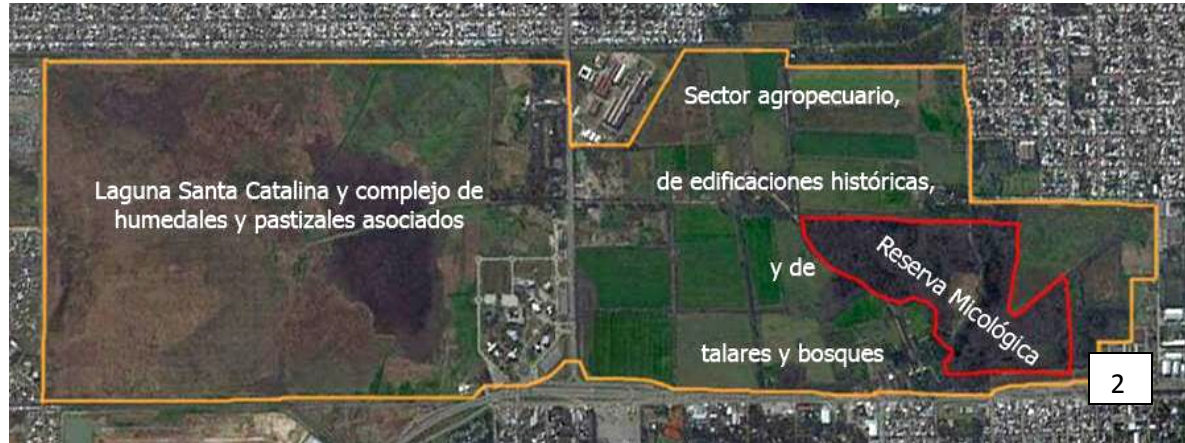 Laguna Santa Catalina y complejo de
humedales y pastizales asociados
Sector agropecuario,
de edificaciones históricas,
y de
talares y bosques
Reserva Micológica
2